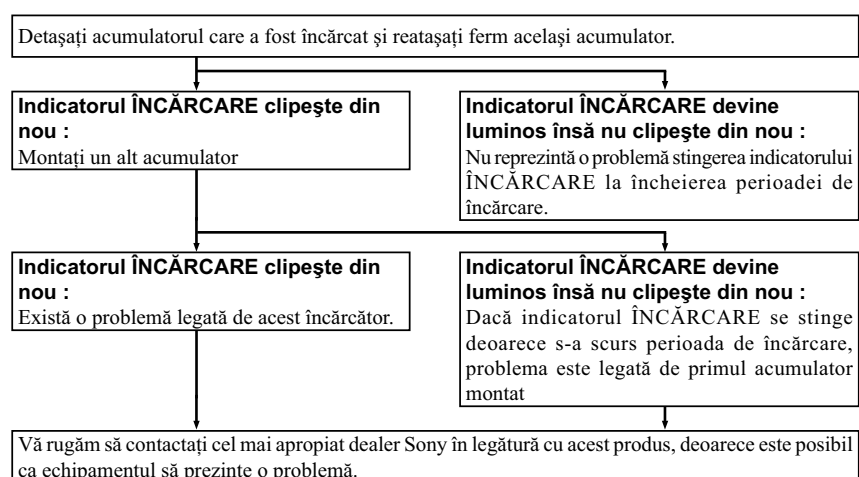 Detaşați acumulatorul care a fost încărcat şi reataşați ferm acelaşi acumulator.
Indicatorul ÎNCĂRCARE clipeşte din
nou :
Montați un alt acumulator
Indicatorul ÎNCĂRCARE devine
luminos însă nu clipeşte din nou :
Nu reprezintă o problemă stingerea indicatorului
ÎNCĂRCARE la încheierea perioadei de
încărcare.
Indicatorul ÎNCĂRCARE clipeşte din
nou :
Există o problemă legată de acest încărcător.
Indicatorul ÎNCĂRCARE devine
luminos însă nu clipeşte din nou :
Dacă indicatorul ÎNCĂRCARE se stinge
deoarece s-a scurs perioada de încărcare,
problema este legată de primul acumulator
montat
Vă rugăm să contactați cel mai apropiat dealer Sony în legătură cu acest produs, deoarece este posibil
ca echipamentul să prezinte o problemă.